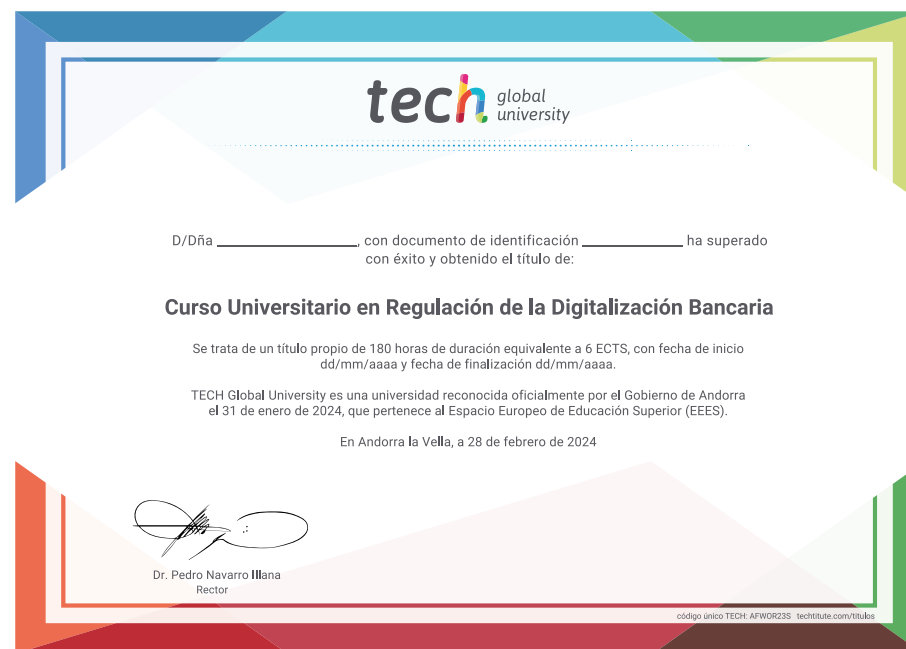 tech global university
D/Dña ____________________, con documento de identificación ______________ ha superado
con éxito y obtenido el título de:
Curso Universitario en Regulación de la Digitalización Bancaria
Se trata de un título propio de 180 horas de duración equivalente a 6 ECTS, con fecha de inicio
dd/mm/aaaa y fecha de finalización dd/mm/aaaa.
TECH Global University es una universidad reconocida oficialmente por el Gobierno de Andorra
el 31 de enero de 2024, que pertenece al Espacio Europeo de Educación Superior (EEES).
En Andorra la Vella, a 28 de febrero de 2024
Dr. Pedro Navarro Illana
Rector
código único TECH: AFWOR23S techtitute.com/titulos